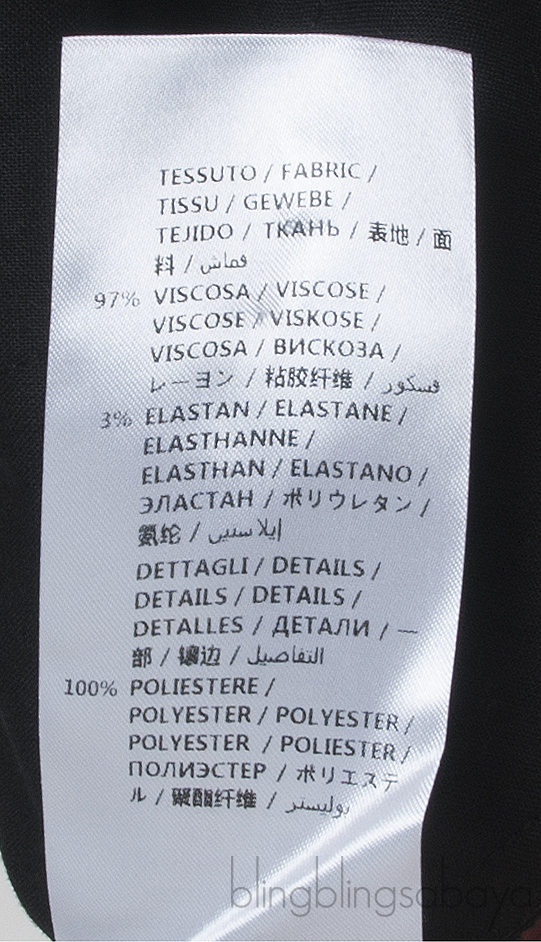 TESSUTO / FABRIC /
TISSU / GEWEBE /
TEJIDO / ТКАНЬ / 表地 / 面
料 / قماش
97% VISCOSA / VISCOSE /
VISCOSE / VISKOSE /
VISCOSA / ВИСКОЗА /
レーヨン / 粘胶纤维 / فسكور
3% ELASTAN / ELASTANE /
ELASTHANNE /
ELASTHAN / ELASTANO /
ЭЛАСТАН / ポリウレタン /
氨纶 / إيلاستين
DETTAGLI / DETAILS /
DETAILS / DETAILS /
DETALLES / ДЕТАЛИ / 一
部 / 镶边 / التفاصيل
100% POLIESTERE /
POLYESTER / POLYESTER /
POLYESTER / POLIESTER /
ПОЛИЭСТЕР / ポリエステ
ル / 聚酯纤维 / بوليستر
blingblingsabaya